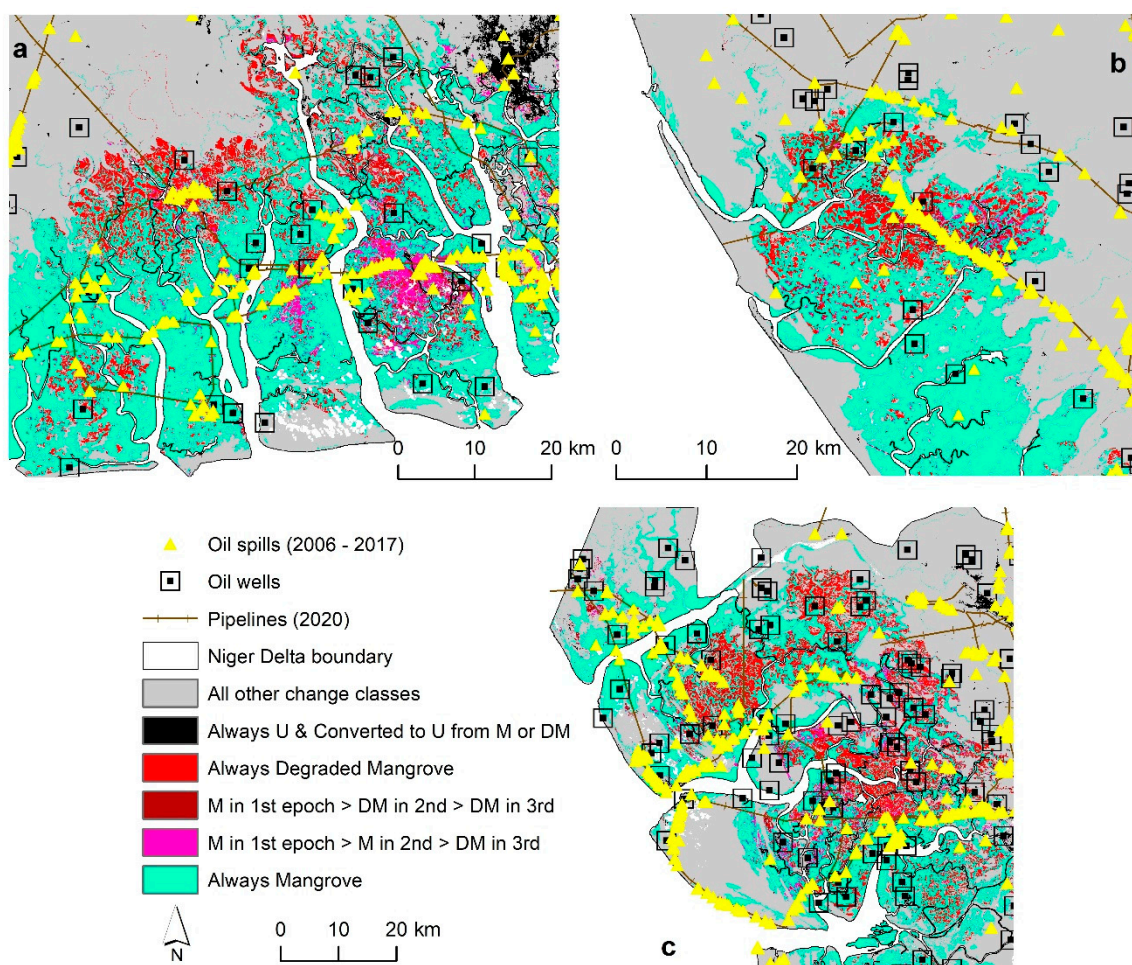 a
b
0 10 20 km
0 10 20 km
Oil spills (2006 - 2017)
Oil wells
Pipelines (2020)
Niger Delta boundary
All other change classes
Always U & Converted to U from M or DM
Always Degraded Mangrove
M in 1st epoch > DM in 2nd > DM in 3rd
M in 1st epoch > M in 2nd > DM in 3rd
Always Mangrove
N
0 10 20 km
c